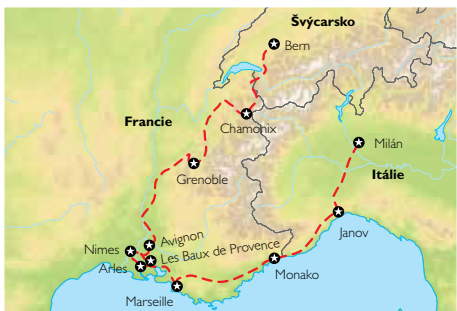 Švýcarsko
Bern
Francie
Chamonix
Milán
Itálie
Grenoble
Avignon
Nimes
Les Baux de Provence
Arles
Janov
Monako
Marseille